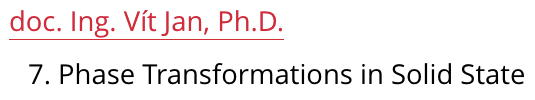 doc. Ing. Vít Jan, Ph.D.
7. Phase Transformations in Solid State